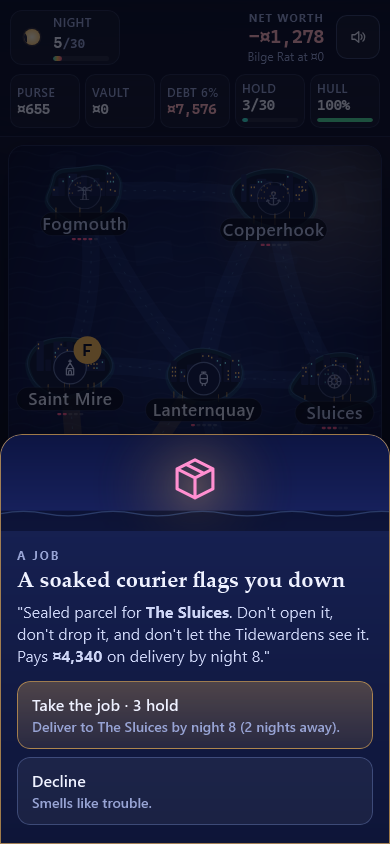 NIGHT
5/30
NET WORTH
−¤1,278
Bilge Rat at ¤0
PURSE
¤655
VAULT
¤0
DEBT 6%
¤7,576
HOLD
3/30
HULL
100%
Fogmouth
Copperhook
F
Saint Mire
Lanternquay
Sluices
A JOB
A soaked courier flags you down
"Sealed parcel for The Sluices. Don't open it,
don't drop it, and don't let the Tidewardens see it.
Pays ¤4,340 on delivery by night 8."
Take the job · 3 hold
Deliver to The Sluices by night 8 (2 nights away).
Decline
Smells like trouble.